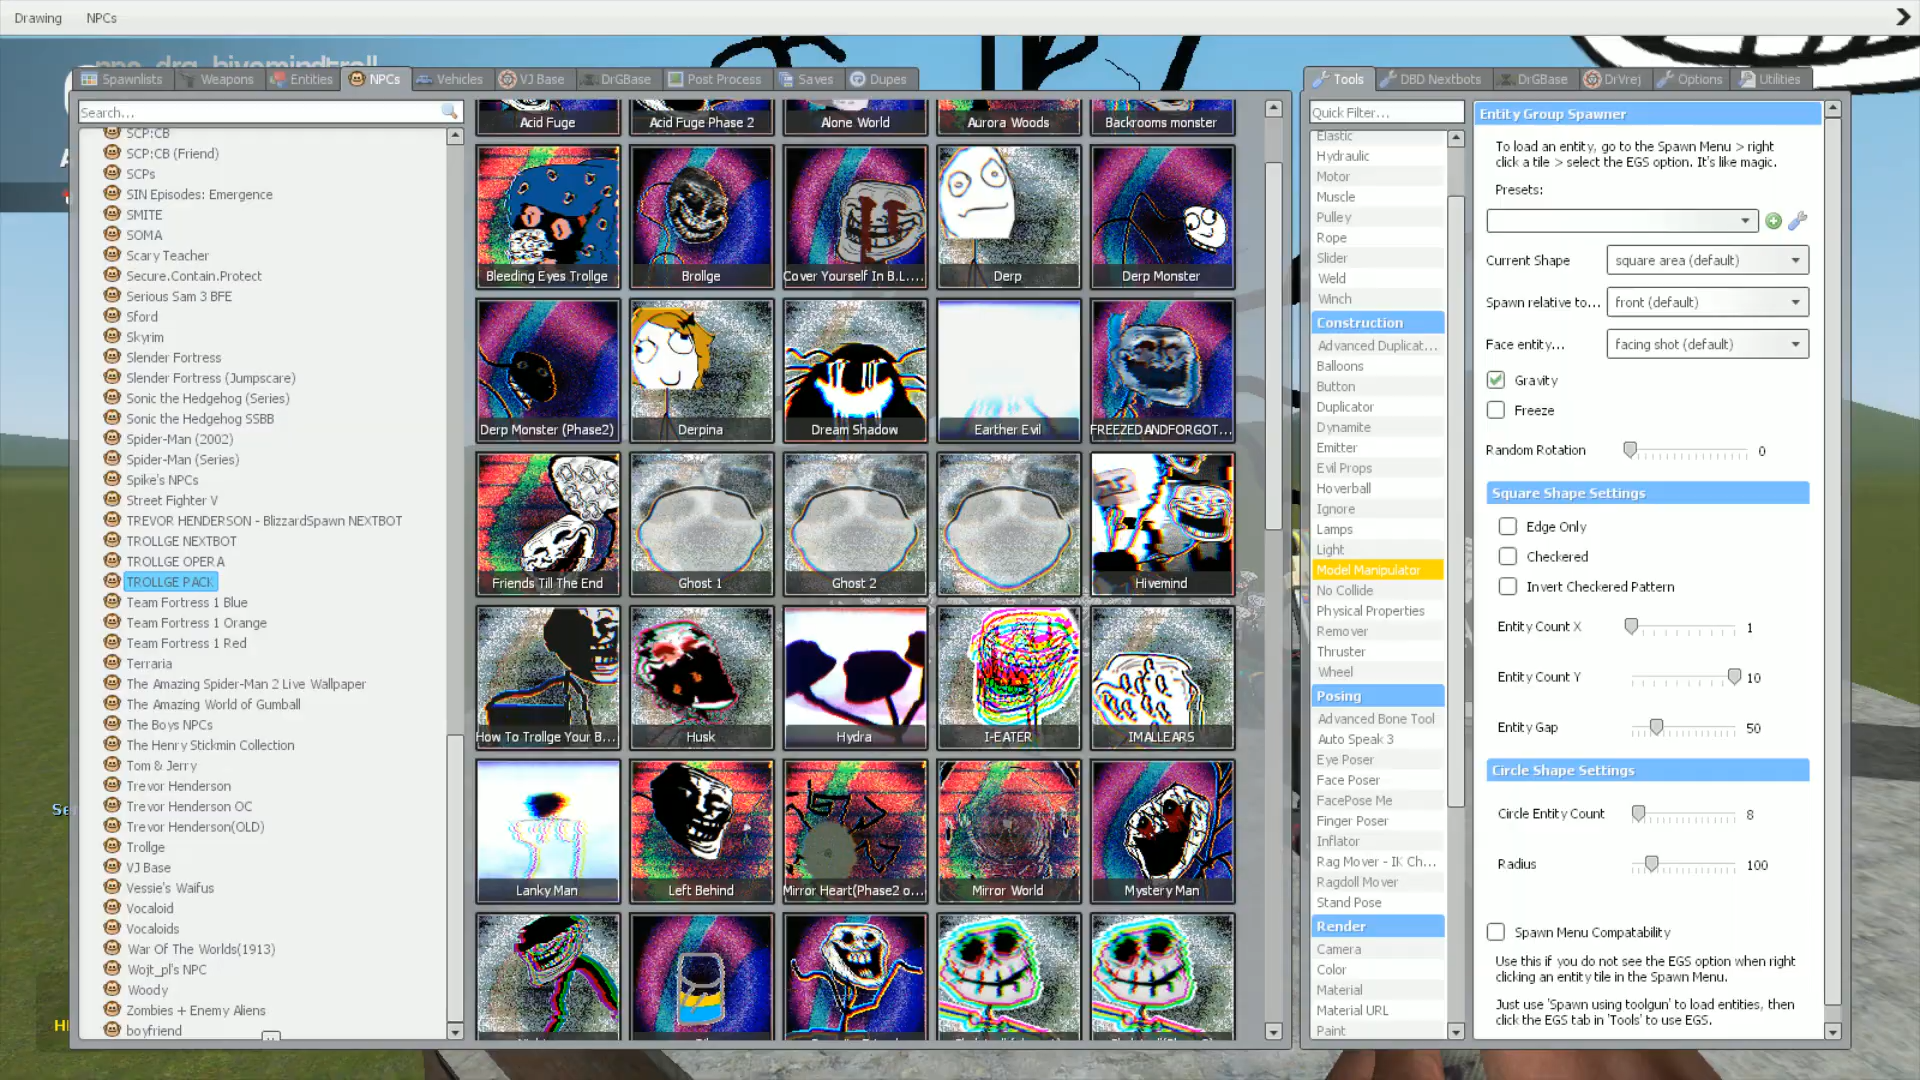 Drawing NPCs
Spawnlists Weapons Entities NPCs Vehicles VJ Base DrGBase Post Process Saves Dupes
Search...
SCP:CB
SCP:CB (Friend)
SCPs
SIN Episodes: Emergence
SMITE
SOMA
Scary Teacher
Secure.Contain.Protect
Serious Sam 3 BFE
Sford
Skyrim
Slender Fortress
Slender Fortress (Jumpscare)
Sonic the Hedgehog (Series)
Sonic the Hedgehog SSBB
Spider-Man (2002)
Spider-Man (Series)
Spike's NPCs
Street Fighter V
TREVOR HENDERSON - BlizzardSpawn NEXTBOT
TROLLGE NEXTBOT
TROLLGE OPERA
TROLLGE PACK
Team Fortress 1 Blue
Team Fortress 1 Orange
Team Fortress 1 Red
Terraria
The Amazing Spider-Man 2 Live Wallpaper
The Amazing World of Gumball
The Boys NPCs
The Henry Stickmin Collection
Tom & Jerry
Trevor Henderson
Trevor Henderson OC
Trevor Henderson(OLD)
Trollge
VJ Base
Vessie's Waifus
Vocaloid
Vocaloids
War Of The Worlds(1913)
Wojt_pl's NPC
Woody
Zombies + Enemy Aliens
boyfriend
Acid Fuge Acid Fuge Phase 2 Alone World Aurora Woods Backrooms monster
Bleeding Eyes Trollge Brollge Cover Yourself In B.L.... Derp Derp Monster
Derp Monster (Phase2) Derpina Dream Shadow Earther Evil FREEZEDANDFORGOT...
Friends Till The End Ghost 1 Ghost 2 Hivemind
How To Trollge Your B... Husk Hydra I-EATER IMALLEARS
Lanky Man Left Behind Mirror Heart(Phase2 o... Mirror World Mystery Man
Tools DBD Nextbots DrGBase DrVrej Options Utilities
Quick Filter...
Elastic
Hydraulic
Motor
Muscle
Pulley
Rope
Slider
Weld
Winch
Construction
Advanced Duplicat...
Balloons
Button
Duplicator
Dynamite
Emitter
Evil Props
Hoverball
Ignore
Lamps
Light
Model Manipulator
No Collide
Physical Properties
Remover
Thruster
Wheel
Posing
Advanced Bone Tool
Auto Speak 3
Eye Poser
Face Poser
FacePose Me
Finger Poser
Inflator
Rag Mover - IK Ch...
Ragdoll Mover
Stand Pose
Render
Camera
Color
Material
Material URL
Paint
Entity Group Spawner
To load an entity, go to the Spawn Menu > right
click a tile > select the EGS option. It's like magic.
Presets:
Current Shape square area (default)
Spawn relative to... front (default)
Face entity... facing shot (default)
Gravity
Freeze
Random Rotation 0
Square Shape Settings
Edge Only
Checkered
Invert Checkered Pattern
Entity Count X 1
Entity Count Y 10
Entity Gap 50
Circle Shape Settings
Circle Entity Count 8
Radius 100
Spawn Menu Compatability
Use this if you do not see the EGS option when right
clicking an entity tile in the Spawn Menu.
Just use 'Spawn using toolgun' to load entities, then
click the EGS tab in 'Tools' to use EGS.